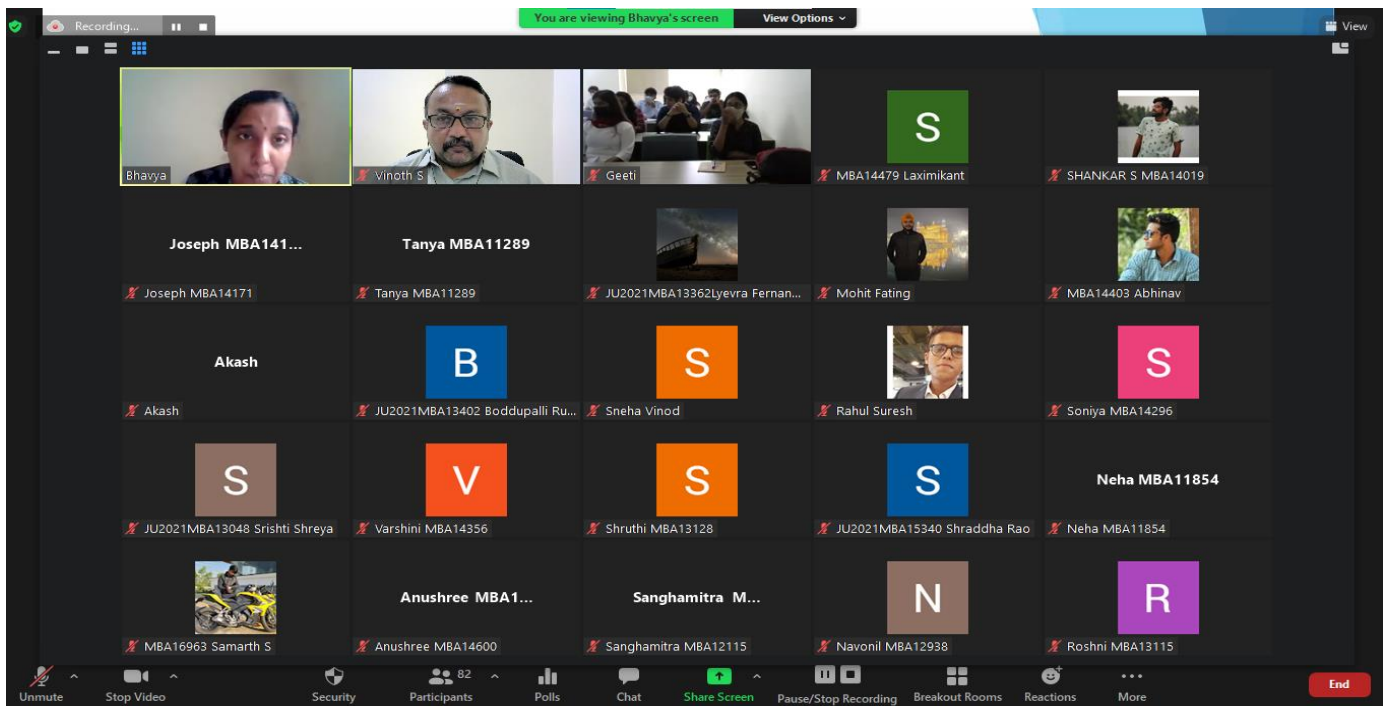 You are viewing Bhavya's screen
View Options
Recording...
View
Bhavya
Vinoth S
Geeti
S
MBA14479 Laximikant
SHANKAR S MBA14019
Joseph MBA141...
Joseph MBA14171
Tanya MBA11289
Tanya MBA11289
JU2021MBA13362Lyevra Fernan...
Mohit Fating
MBA14403 Abhinav
Akash
Akash
B
JU2021MBA13402 Boddupalli Ru...
S
Sneha Vinod
Rahul Suresh
S
Soniya MBA14296
S
JU2021MBA13048 Srishti Shreya
V
Varshini MBA14356
S
Shruthi MBA13128
S
JU2021MBA15340 Shraddha Rao
Neha MBA11854
Neha MBA11854
MBA16963 Samarth S
Anushree MBA1...
Anushree MBA14600
Sanghamitra M...
Sanghamitra MBA12115
N
Navonil MBA12938
R
Roshni MBA13115
Unmute
Stop Video
Security
82
Participants
Polls
Chat
Share Screen
Pause/Stop Recording
Breakout Rooms
Reactions
More
End